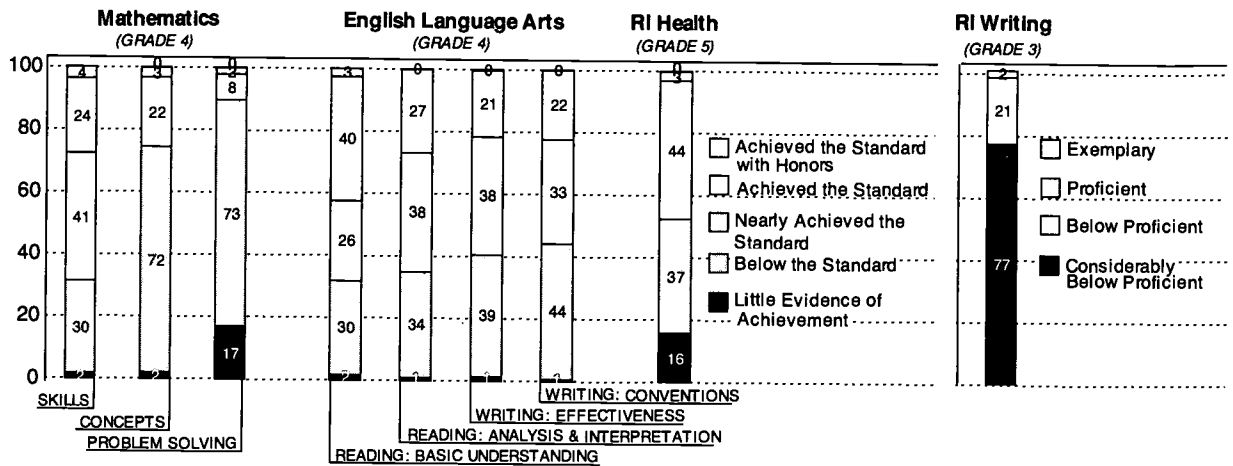 Mathematics
(GRADE 4)
English Language Arts
(GRADE 4)
RI Health
(GRADE 5)
RI Writing
(GRADE 3)
100
80
60
40
20
0
4
24
41
30
2
0
3
22
72
2
0
8
73
17
3
40
26
30
2
0
27
38
34
0
21
38
39
0
22
33
44
0
3
44
37
16
2
21
77
Achieved the Standard
with Honors
Achieved the Standard
Nearly Achieved the
Standard
Below the Standard
Little Evidence of
Achievement
Exemplary
Proficient
Below Proficient
Considerably
Below Proficient
SKILLS
CONCEPTS
PROBLEM SOLVING
WRITING: CONVENTIONS
WRITING: EFFECTIVENESS
READING: ANALYSIS & INTERPRETATION
READING: BASIC UNDERSTANDING